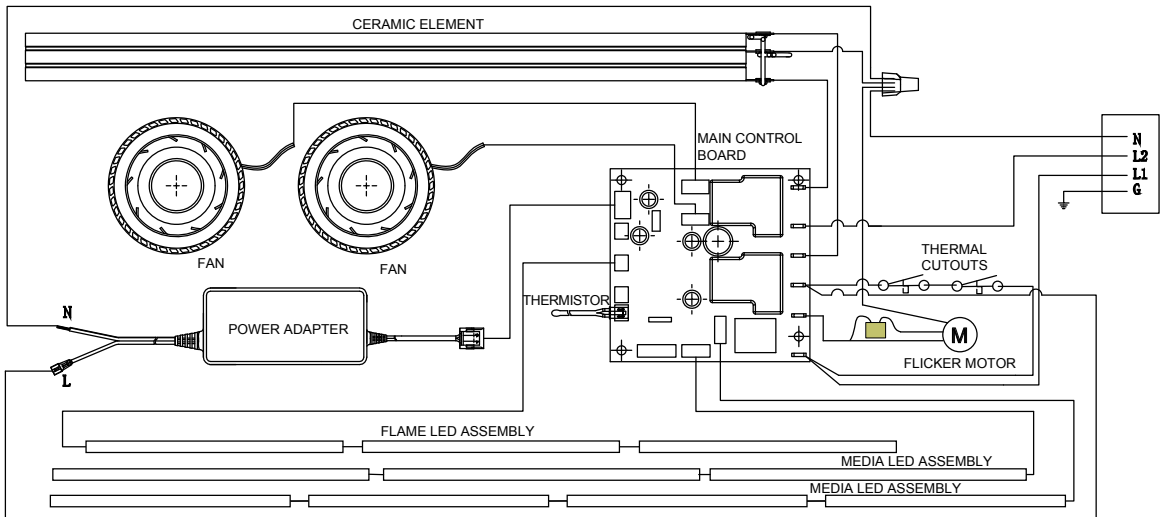 CERAMIC ELEMENT
MAIN CONTROL
BOARD
N
L2
L1
G
FAN
FAN
THERMAL
CUTOUTS
THERMISTOR
N
POWER ADAPTER
M
L
FLICKER MOTOR
FLAME LED ASSEMBLY
MEDIA LED ASSEMBLY
MEDIA LED ASSEMBLY